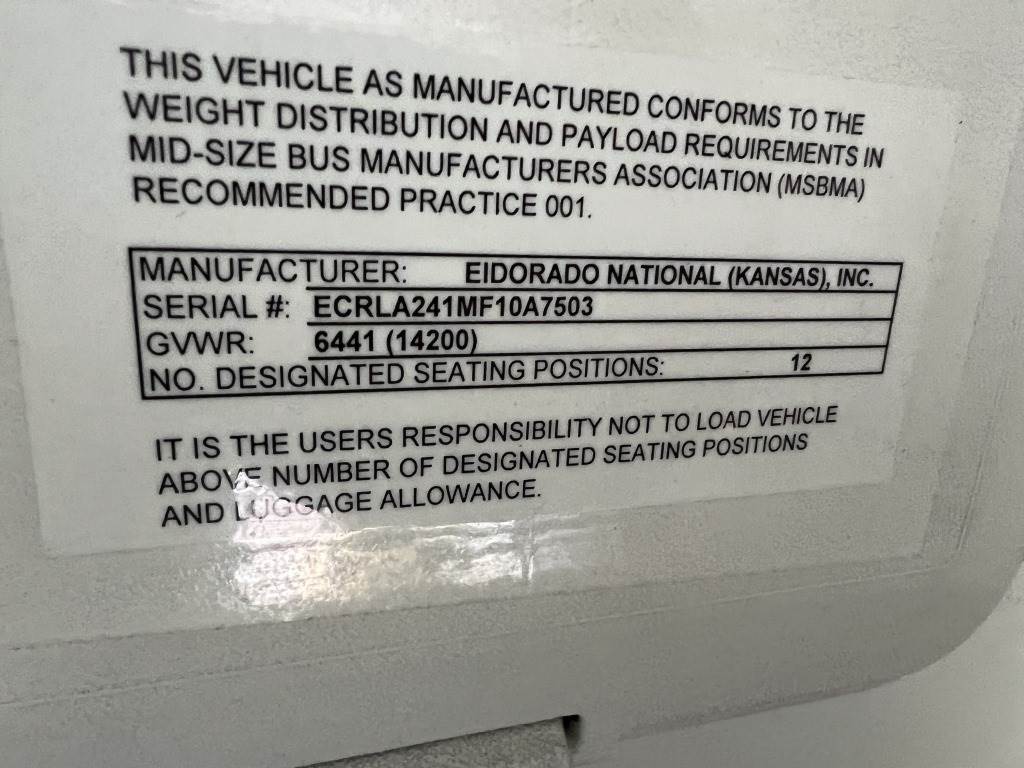 THIS VEHICLE AS MANUFACTURED CONFORMS TO THE
WEIGHT DISTRIBUTION AND PAYLOAD REQUIREMENTS IN
MID-SIZE BUS MANUFACTURERS ASSOCIATION (MSBMA)
RECOMMENDED PRACTICE 001.
MANUFACTURER: ElDORADO NATIONAL (KANSAS), INC.
SERIAL #: ECRLA241MF10A7503
GVWR: 6441 (14200)
NO. DESIGNATED SEATING POSITIONS: 12
IT IS THE USERS RESPONSIBILITY NOT TO LOAD VEHICLE
ABOVE NUMBER OF DESIGNATED SEATING POSITIONS
AND LUGGAGE ALLOWANCE.